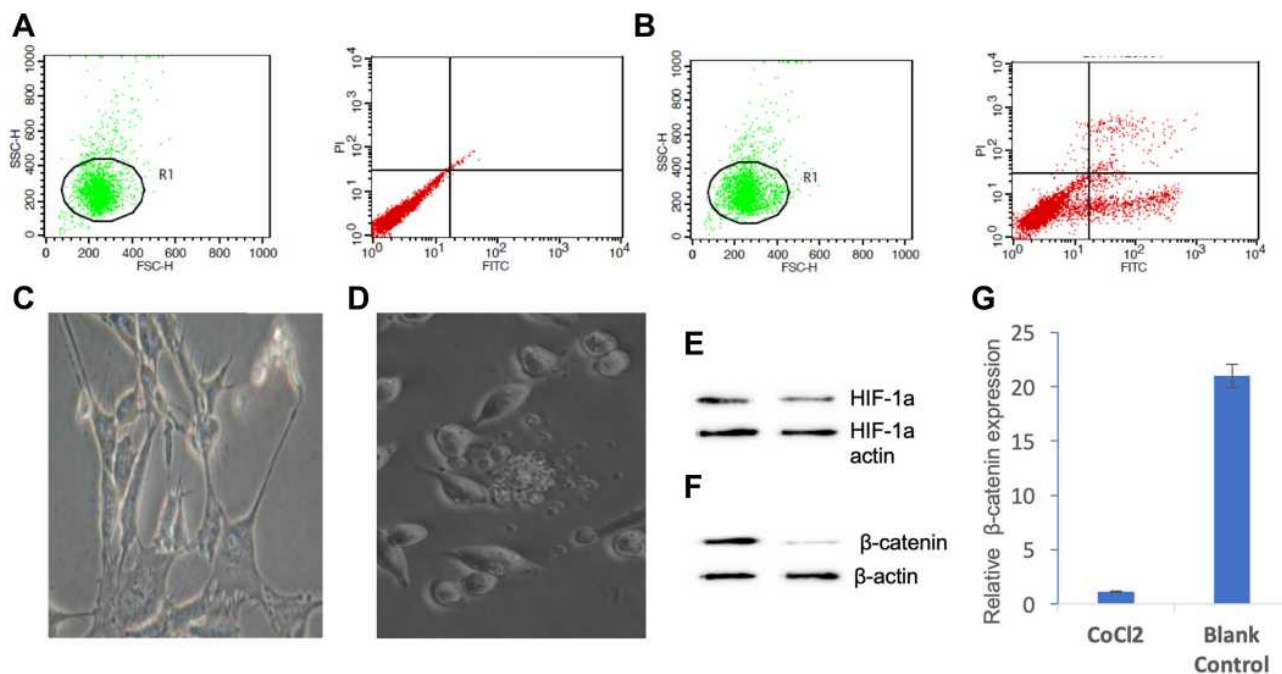 A
B
1000
800
600
400
200
0
SSC-H
R1
0 200 400 600 800 1000
FSC-H
10^4
10^3
10^2
10^1
10^0
PI
10^0 10^1 10^2 10^3 10^4
FITC
1000
800
600
400
200
0
SSC-H
R1
0 200 400 600 800 1000
FSC-H
10^4
10^3
10^2
10^1
10^0
PI
10^0 10^1 10^2 10^3 10^4
FITC
C
D
E
HIF-1a
HIF-1a
actin
F
β-catenin
β-actin
G
25
20
15
10
5
0
Relative β-catenin expression
CoCl2
Blank
Control